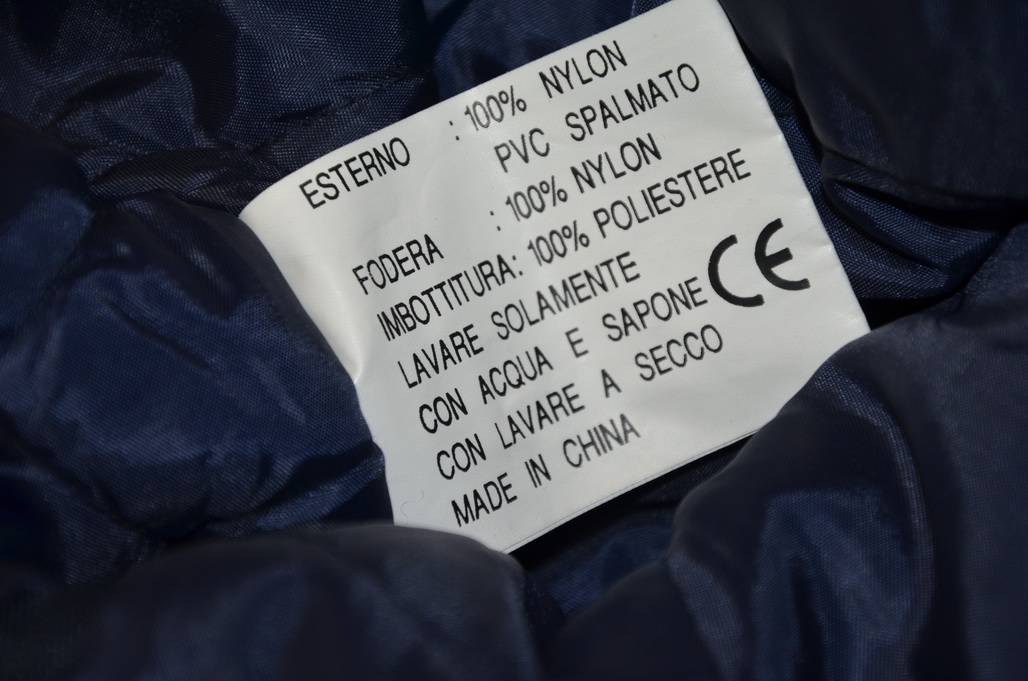 ESTERNO : 100% NYLON
PVC SPALMATO
FODERA : 100% NYLON
IMBOTTITURA: 100% POLIESTERE
LAVARE SOLAMENTE
CON ACQUA E SAPONE CE
CON LAVARE A SECCO
MADE IN CHINA